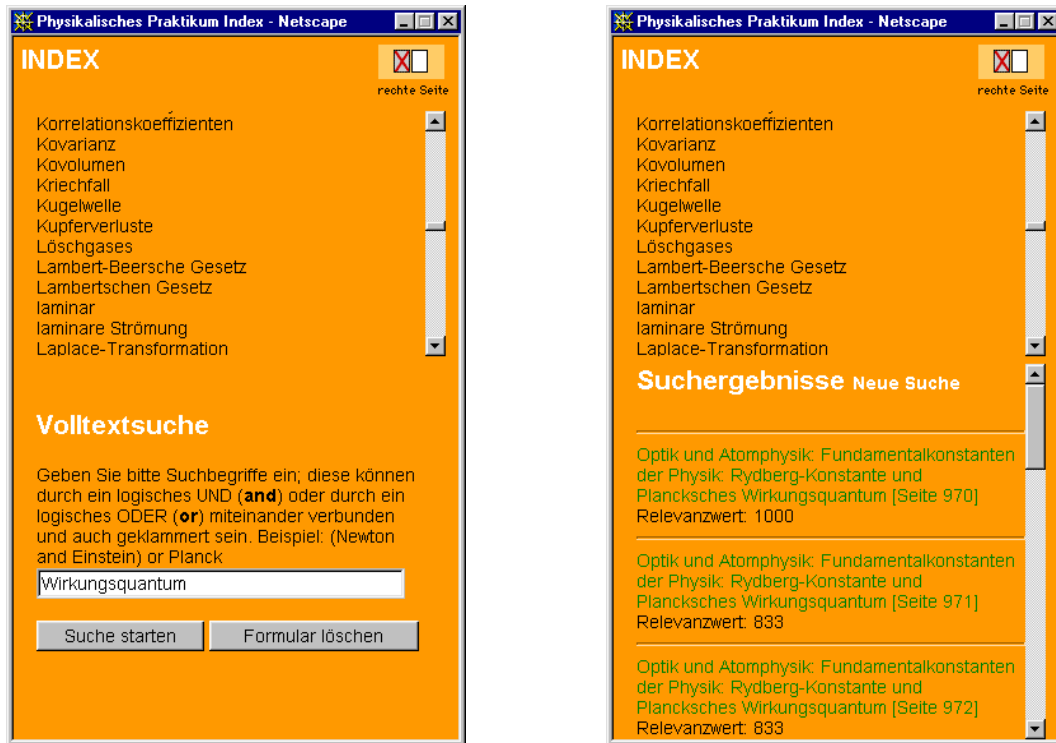 Physikalisches Praktikum Index - Netscape
INDEX
rechte Seite
Korrelationskoeffizienten
Kovarianz
Kovolumen
Kriechfall
Kugelwelle
Kupferverluste
Löschgases
Lambert-Beersche Gesetz
Lambertschen Gesetz
laminar
laminare Strömung
Laplace-Transformation
Volltextsuche
Geben Sie bitte Suchbegriffe ein; diese können
durch ein logisches UND (and) oder durch ein
logisches ODER (or) miteinander verbunden
und auch geklammert sein. Beispiel: (Newton
and Einstein) or Planck
Wirkungsquantum
Suche starten Formular löschen
Physikalisches Praktikum Index - Netscape
INDEX
rechte Seite
Korrelationskoeffizienten
Kovarianz
Kovolumen
Kriechfall
Kugelwelle
Kupferverluste
Löschgases
Lambert-Beersche Gesetz
Lambertschen Gesetz
laminar
laminare Strömung
Laplace-Transformation
Suchergebnisse Neue Suche
Optik und Atomphysik: Fundamentalkonstanten
der Physik: Rydberg-Konstante und
Plancksches Wirkungsquantum [Seite 970]
Relevanzwert: 1000
Optik und Atomphysik: Fundamentalkonstanten
der Physik: Rydberg-Konstante und
Plancksches Wirkungsquantum [Seite 971]
Relevanzwert: 833
Optik und Atomphysik: Fundamentalkonstanten
der Physik: Rydberg-Konstante und
Plancksches Wirkungsquantum [Seite 972]
Relevanzwert: 833